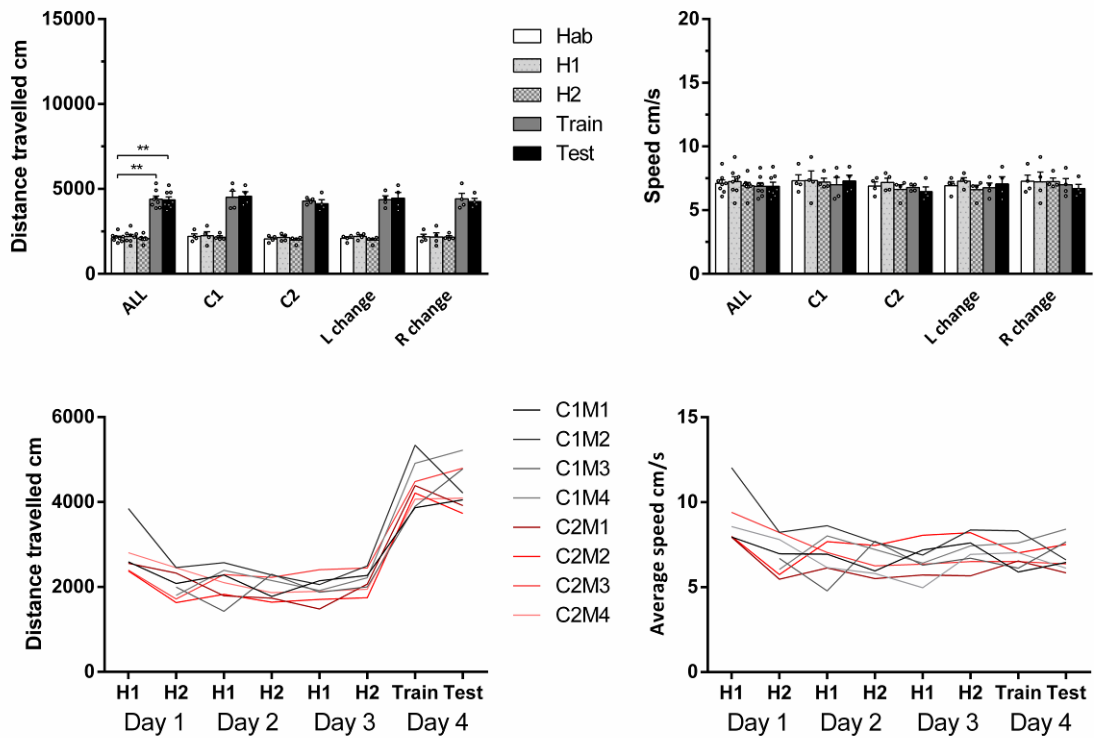 Distance travelled cm
15000
10000
5000
0
**
**
ALL
C1
C2
L change
R change
Hab
H1
H2
Train
Test
Speed cm/s
20
15
10
5
0
ALL
C1
C2
L change
R change
Distance travelled cm
6000
4000
2000
0
H1 H2 H1 H2 H1 H2 Train Test
Day 1 Day 2 Day 3 Day 4
C1M1
C1M2
C1M3
C1M4
C2M1
C2M2
C2M3
C2M4
Average speed cm/s
15
10
5
0
H1 H2 H1 H2 H1 H2 Train Test
Day 1 Day 2 Day 3 Day 4